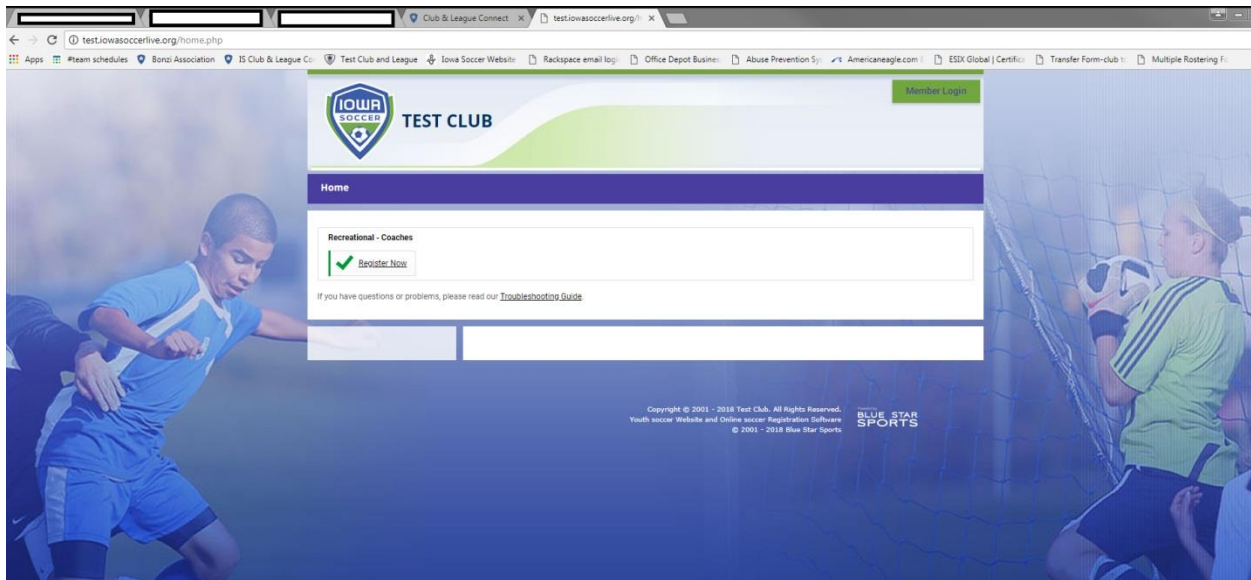 Club & League Connect
test.iowasoccerlive.org/h
test.iowasoccerlive.org/home.php
Apps #team schedules Bonzi Association IS Club & League Co Test Club and League Iowa Soccer Website Rackspace email logi Office Depot Busines Abuse Prevention Sys Americaneagle.com ESIX Global | Certific Transfer Form-club t Multiple Rostering F
Member Login
IOWA
SOCCER
TEST CLUB
Home
Recreational - Coaches
Register Now
If you have questions or problems, please read our Troubleshooting Guide.
Copyright © 2001 - 2018 Test Club. All Rights Reserved.
Youth soccer Website and Online soccer Registration Software
© 2001 - 2018 Blue Star Sports
BLUE STAR
SPORTS